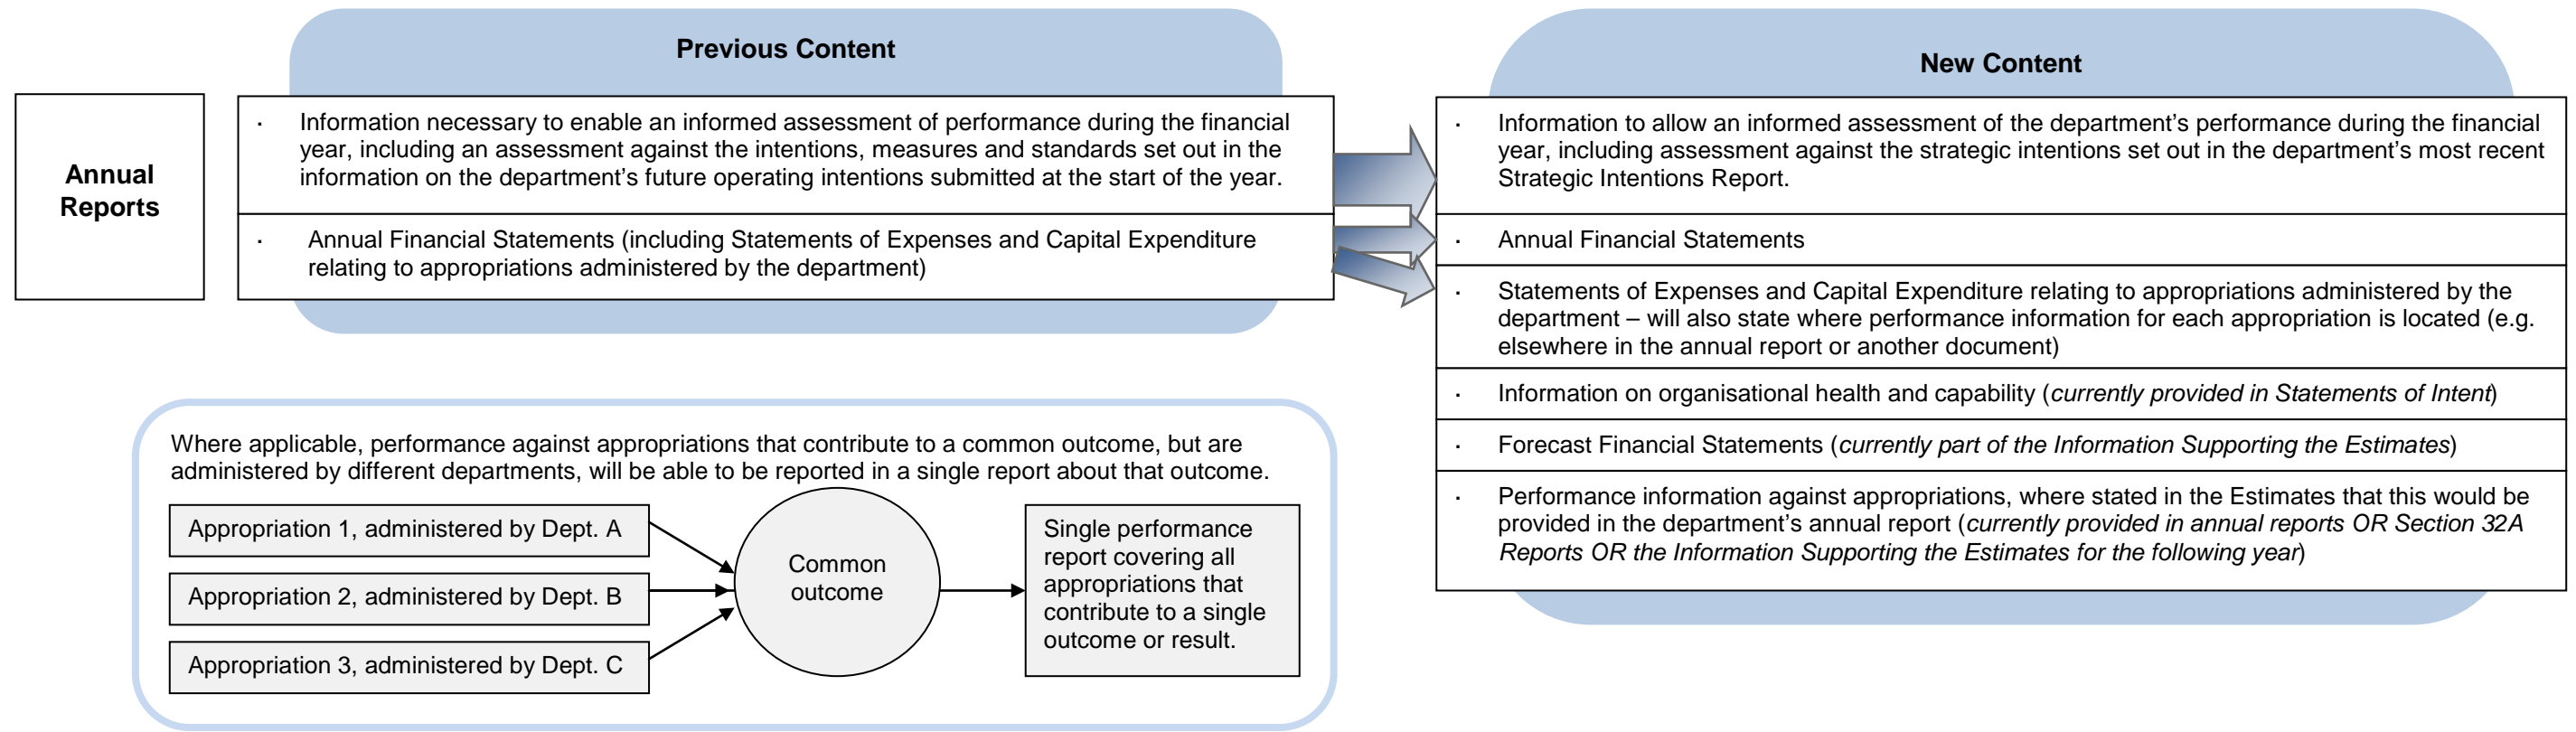 Previous Content
New Content
Annual
Reports
· Information necessary to enable an informed assessment of performance during the financial
year, including an assessment against the intentions, measures and standards set out in the
information on the department's future operating intentions submitted at the start of the year.
· Annual Financial Statements (including Statements of Expenses and Capital Expenditure
relating to appropriations administered by the department)
· Information to allow an informed assessment of the department's performance during the financial
year, including assessment against the strategic intentions set out in the department's most recent
Strategic Intentions Report.
· Annual Financial Statements
· Statements of Expenses and Capital Expenditure relating to appropriations administered by the
department – will also state where performance information for each appropriation is located (e.g.
elsewhere in the annual report or another document)
· Information on organisational health and capability (currently provided in Statements of Intent)
· Forecast Financial Statements (currently part of the Information Supporting the Estimates)
· Performance information against appropriations, where stated in the Estimates that this would be
provided in the department's annual report (currently provided in annual reports OR Section 32A
Reports OR the Information Supporting the Estimates for the following year)
Where applicable, performance against appropriations that contribute to a common outcome, but are
administered by different departments, will be able to be reported in a single report about that outcome.
Appropriation 1, administered by Dept. A
Appropriation 2, administered by Dept. B
Appropriation 3, administered by Dept. C
Common
outcome
Single performance
report covering all
appropriations that
contribute to a single
outcome or result.